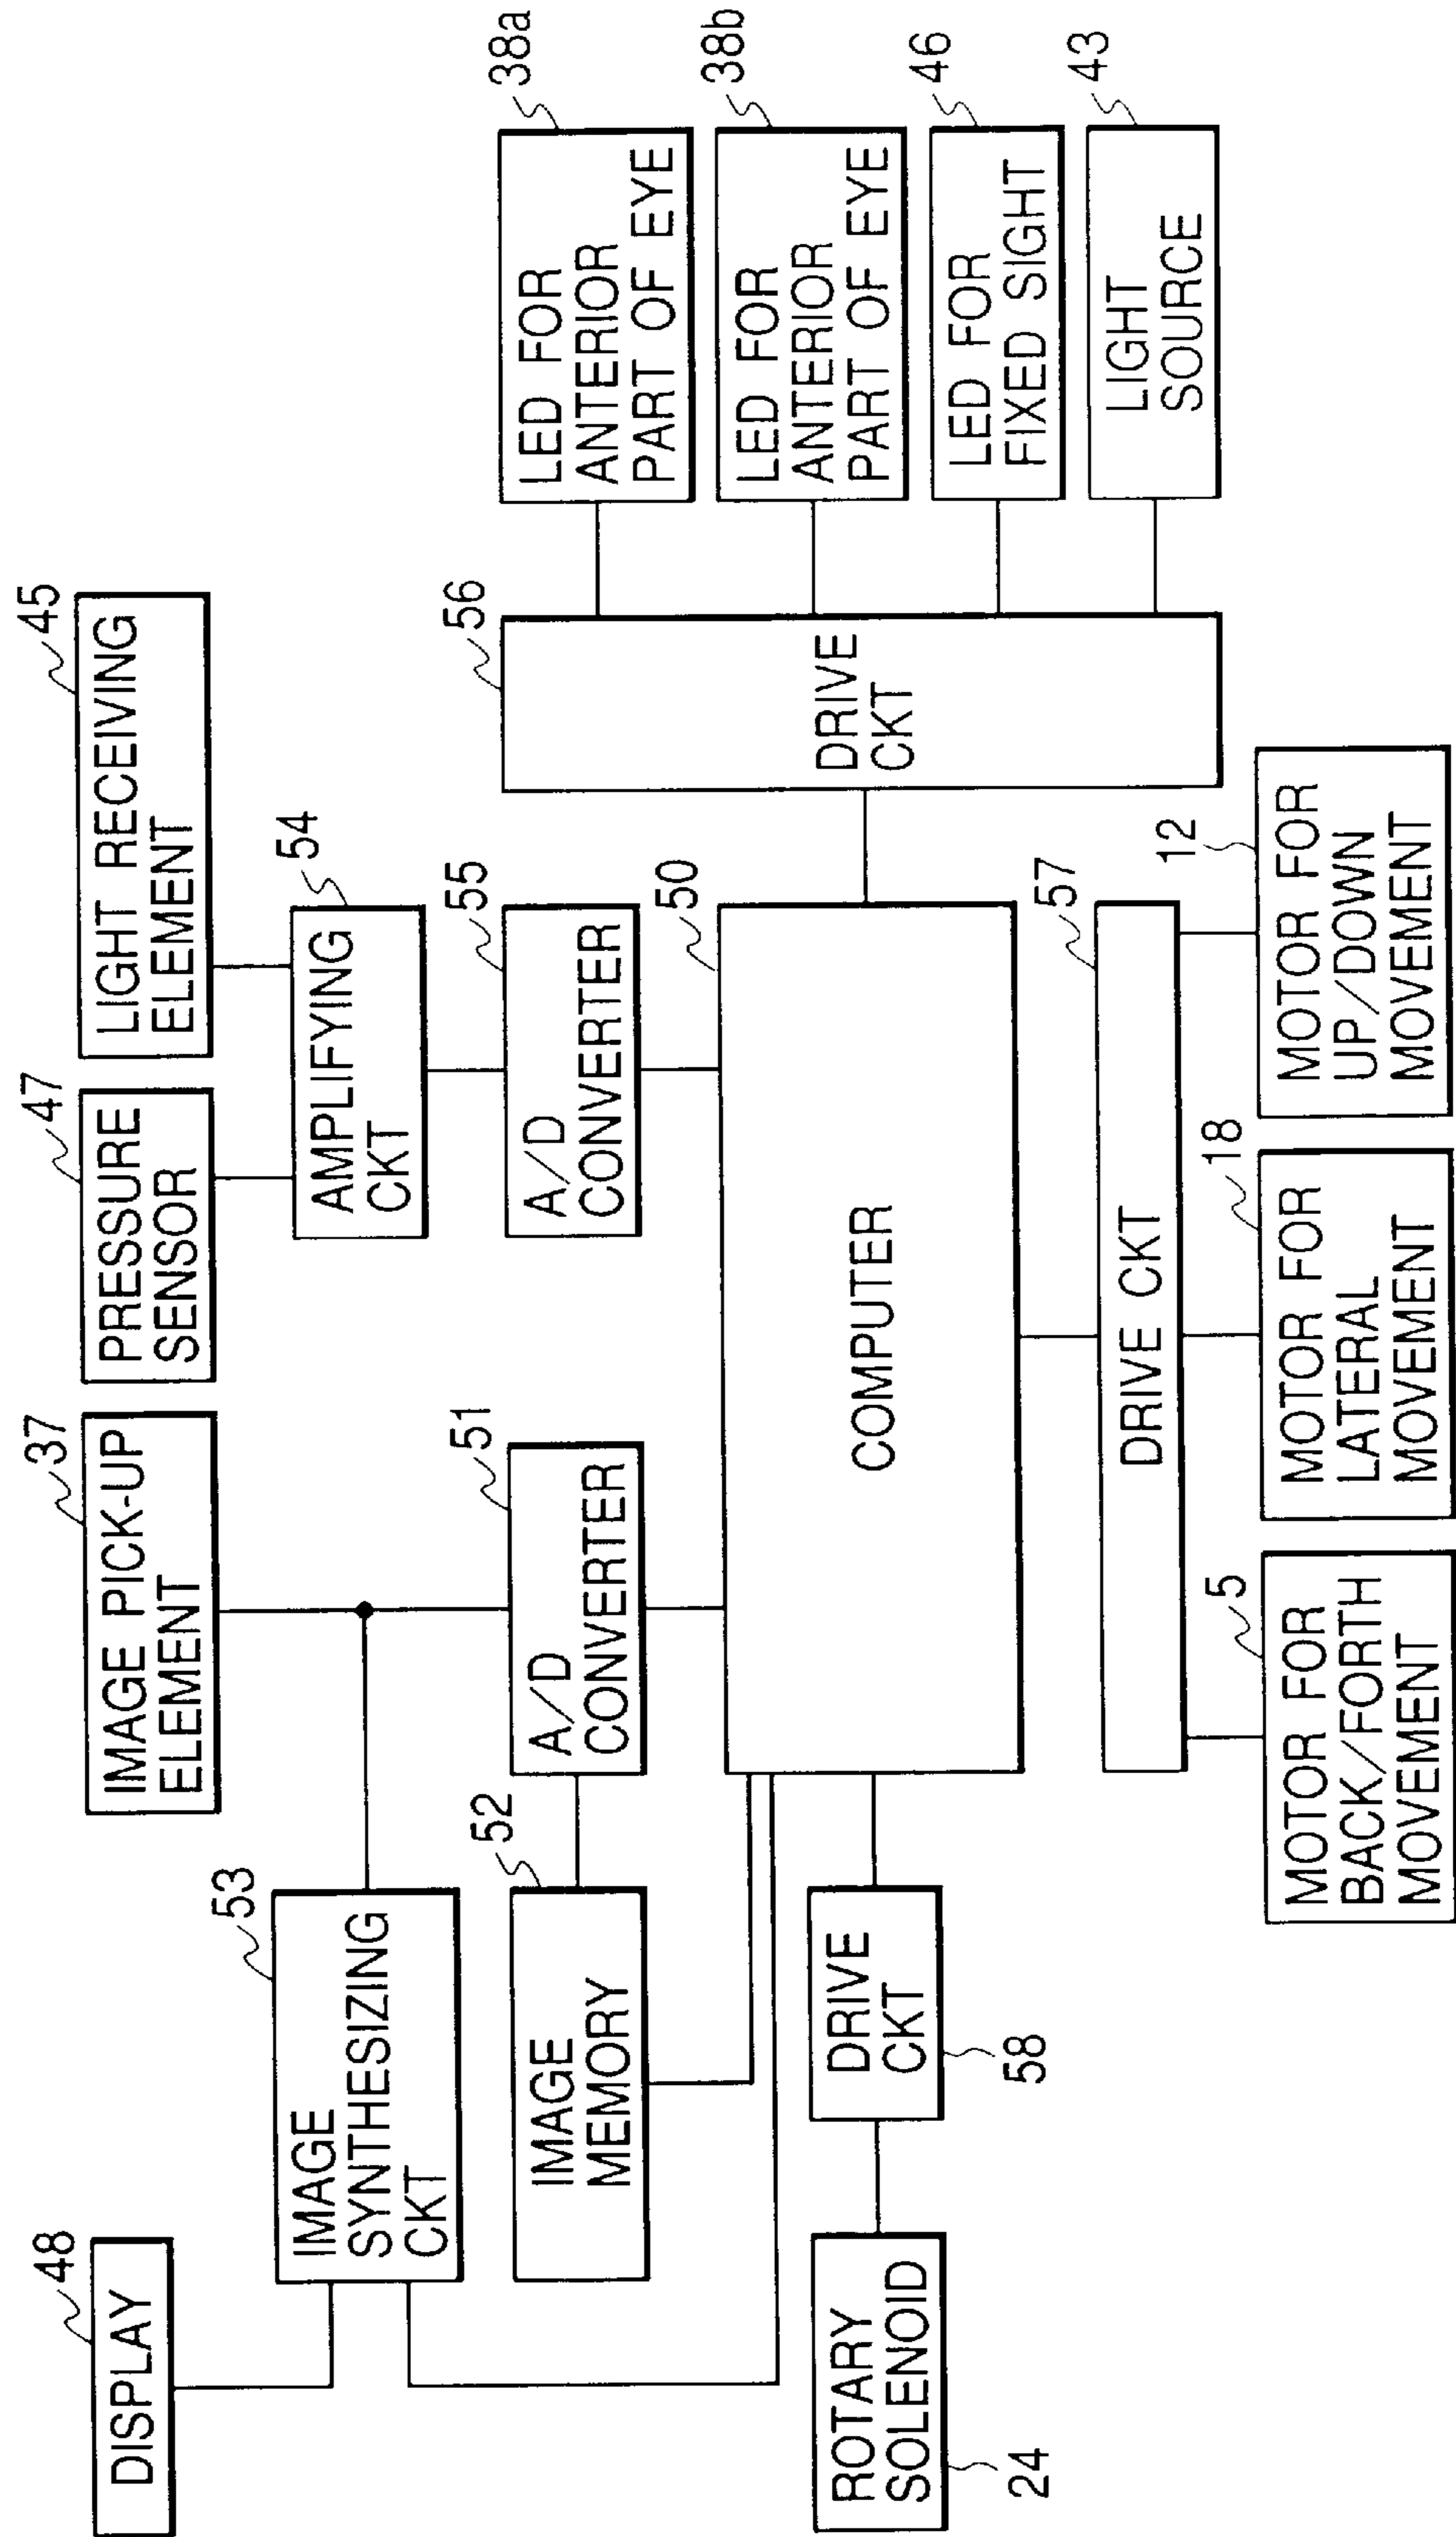 48
DISPLAY
53
IMAGE
SYNTHESIZING
CKT
37
IMAGE PICK-UP
ELEMENT
47
PRESSURE
SENSOR
45
LIGHT RECEIVING
ELEMENT
54
AMPLIFYING
CKT
52
IMAGE
MEMORY
51
A/D
CONVERTER
55
A/D
CONVERTER
50
COMPUTER
ROTARY
SOLENOID
24
DRIVE
CKT
58
56
DRIVE
CKT
38a
LED FOR
ANTERIOR
PART OF EYE
38b
LED FOR
ANTERIOR
PART OF EYE
46
LED FOR
FIXED SIGHT
43
LIGHT
SOURCE
57
DRIVE CKT
5
MOTOR FOR
BACK/FORTH
MOVEMENT
18
MOTOR FOR
LATERAL
MOVEMENT
12
MOTOR FOR
UP/DOWN
MOVEMENT